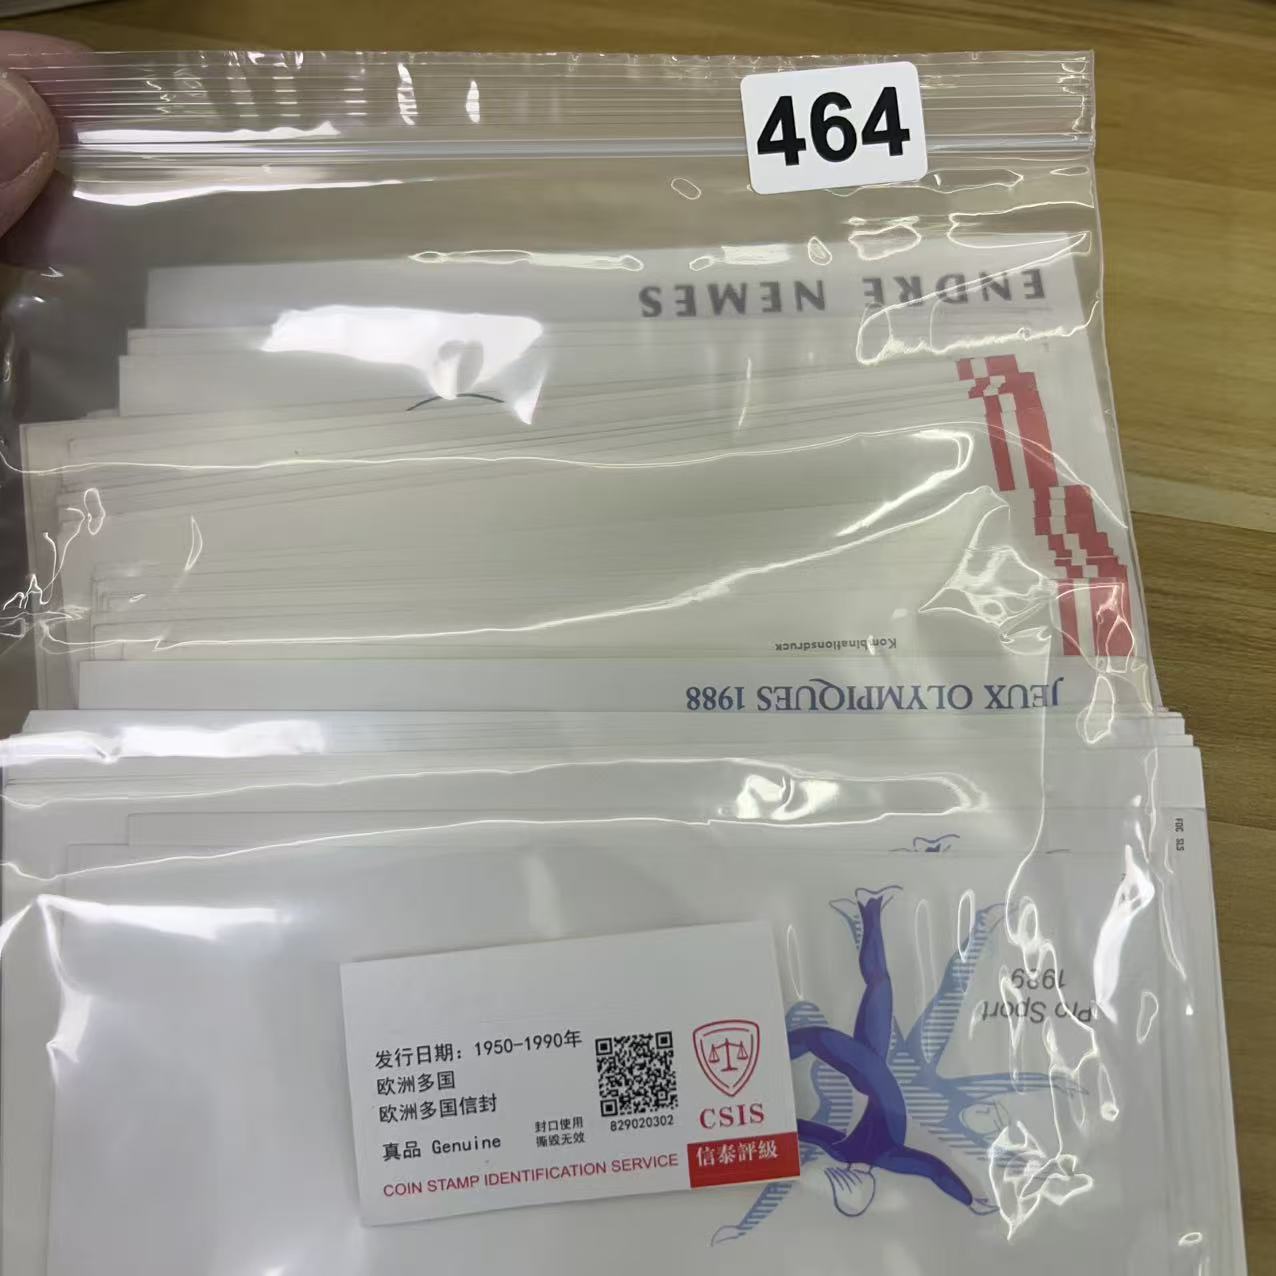 464
ENDRE NEMES
Kombinationsdruck
JEUX OLYMPIQUES 1988
FDC SLS
Pro Sport
1989
发行日期：1950-1990年
欧洲多国
欧洲多国信封
真品 Genuine
封口使用
撕毁无效
829020302
COIN STAMP IDENTIFICATION SERVICE
CSIS
信泰評級